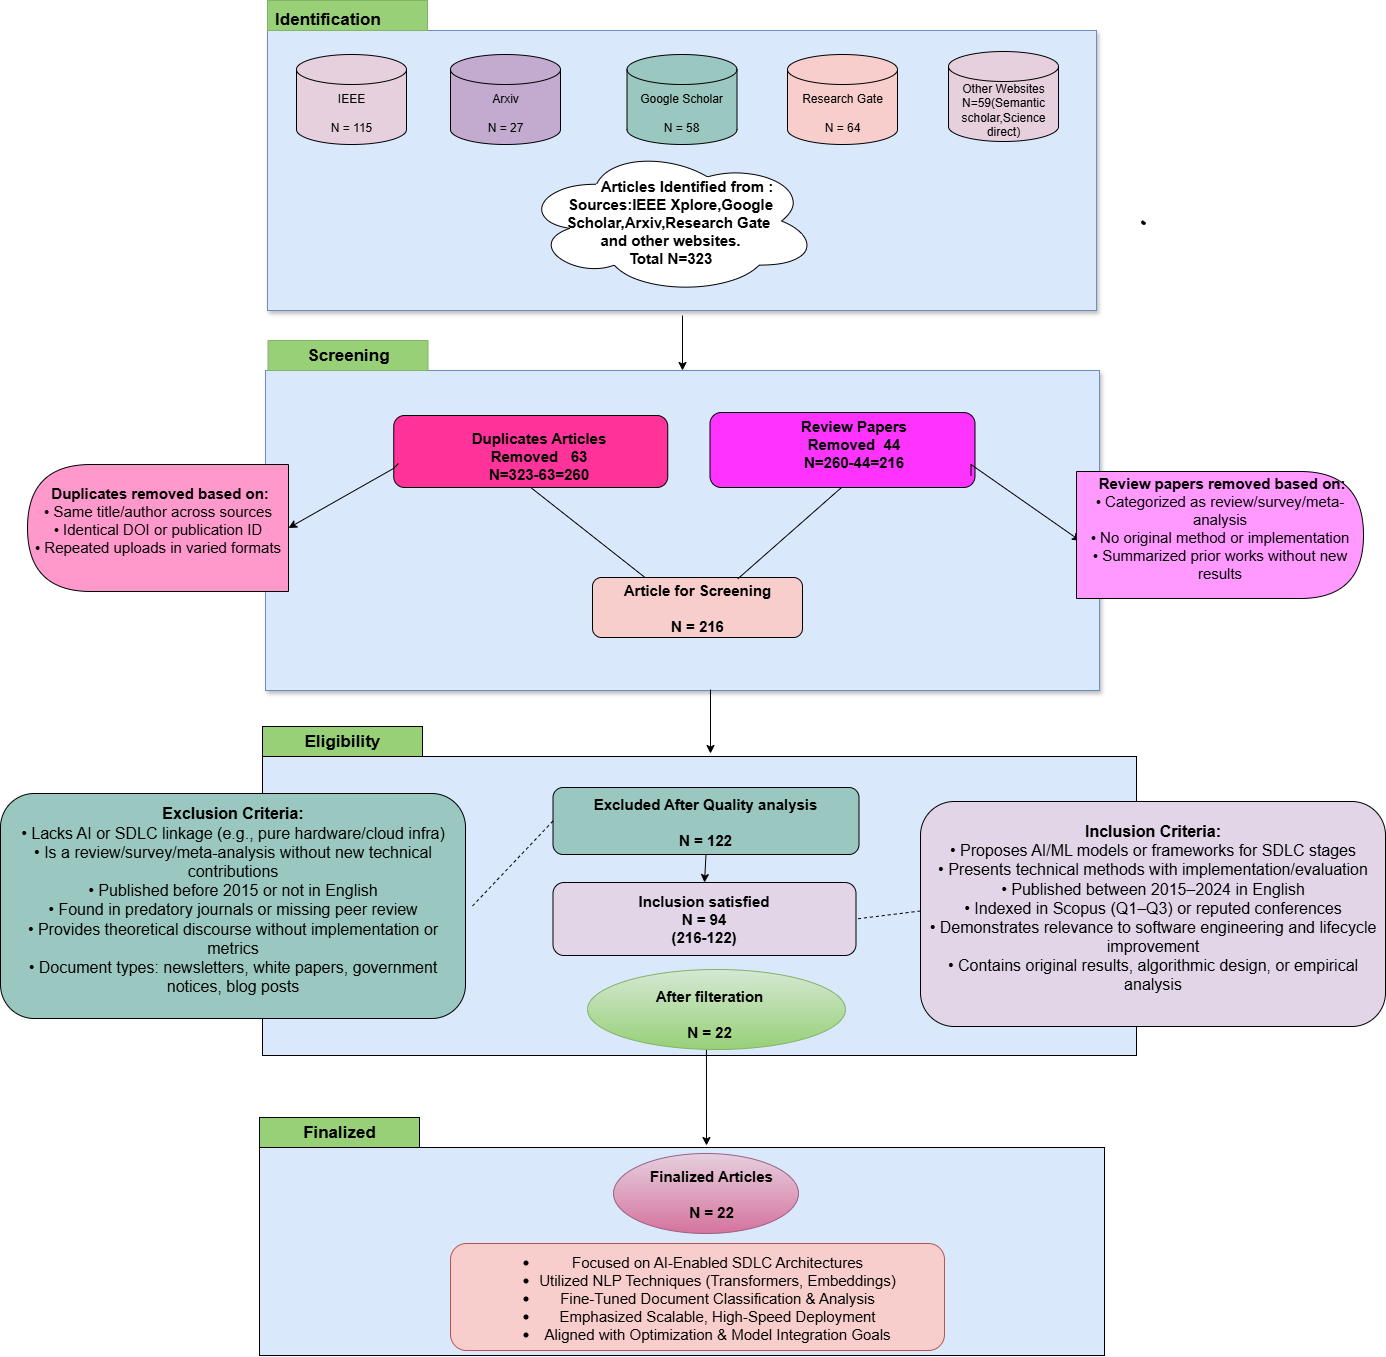 Identification
IEEE
N = 115
Arxiv
N = 27
Google Scholar
N = 58
Research Gate
N = 64
Other Websites
N=59(Semantic
scholar,Science
direct)
Articles Identified from :
Sources:IEEE Xplore,Google
Scholar,Arxiv,Research Gate
and other websites.
Total N=323
Screening
Duplicates Articles
Removed 63
N=323-63=260
Review Papers
Removed 44
N=260-44=216
Duplicates removed based on:
• Same title/author across sources
• Identical DOI or publication ID
• Repeated uploads in varied formats
Review papers removed based on:
• Categorized as review/survey/meta-
analysis
• No original method or implementation
• Summarized prior works without new
results
Article for Screening
N = 216
Eligibility
Exclusion Criteria:
• Lacks AI or SDLC linkage (e.g., pure hardware/cloud infra)
• Is a review/survey/meta-analysis without new technical
contributions
• Published before 2015 or not in English
• Found in predatory journals or missing peer review
• Provides theoretical discourse without implementation or
metrics
• Document types: newsletters, white papers, government
notices, blog posts
Excluded After Quality analysis
N = 122
Inclusion satisfied
N = 94
(216-122)
After filteration
N = 22
Inclusion Criteria:
• Proposes AI/ML models or frameworks for SDLC stages
• Presents technical methods with implementation/evaluation
• Published between 2015–2024 in English
• Indexed in Scopus (Q1–Q3) or reputed conferences
• Demonstrates relevance to software engineering and lifecycle
improvement
• Contains original results, algorithmic design, or empirical
analysis
Finalized
Finalized Articles
N = 22
• Focused on AI-Enabled SDLC Architectures
• Utilized NLP Techniques (Transformers, Embeddings)
• Fine-Tuned Document Classification & Analysis
• Emphasized Scalable, High-Speed Deployment
• Aligned with Optimization & Model Integration Goals